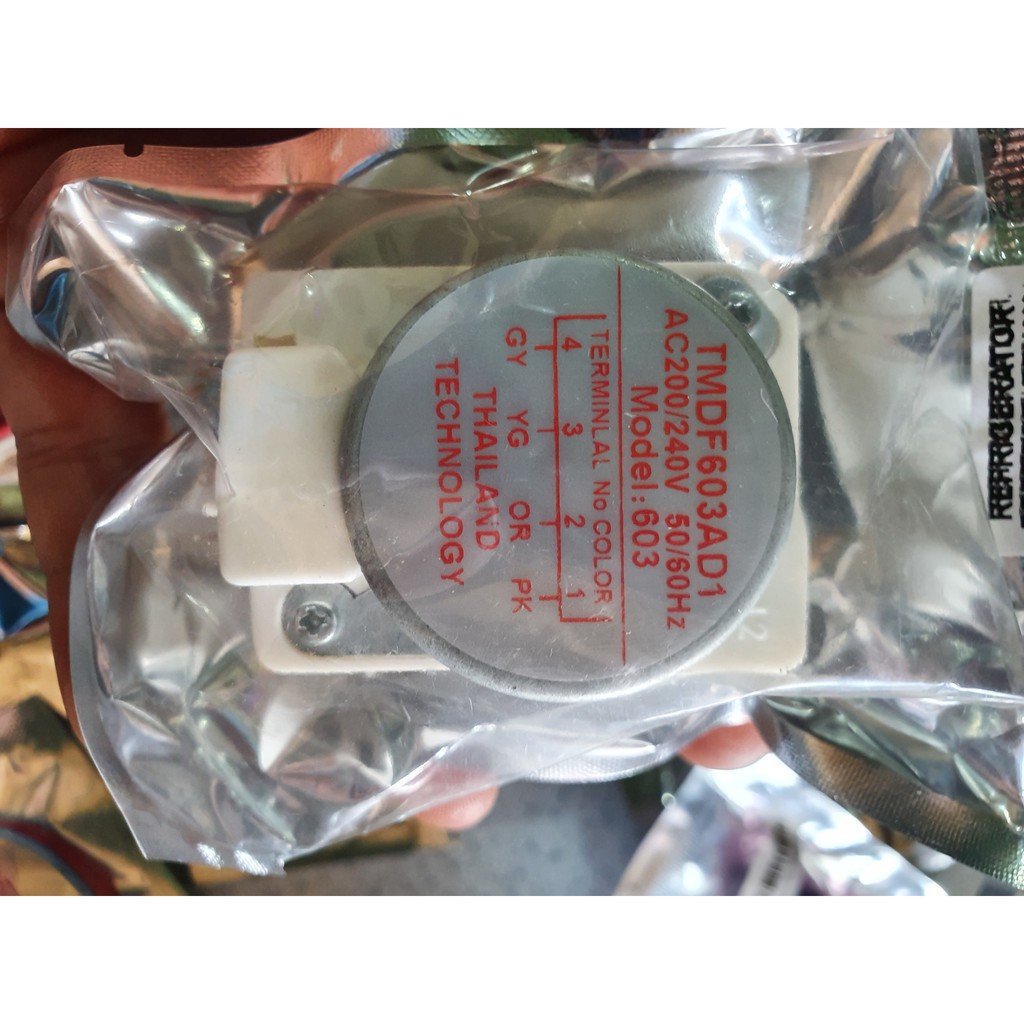 TMDF603AD1
AC200/240V 50/60Hz
Model:603
TERMINLAL No COLOR
4 3 2 1
GY YG OR PK
THAILAND
TECHNOLOGY
12
REFRIGERATOR